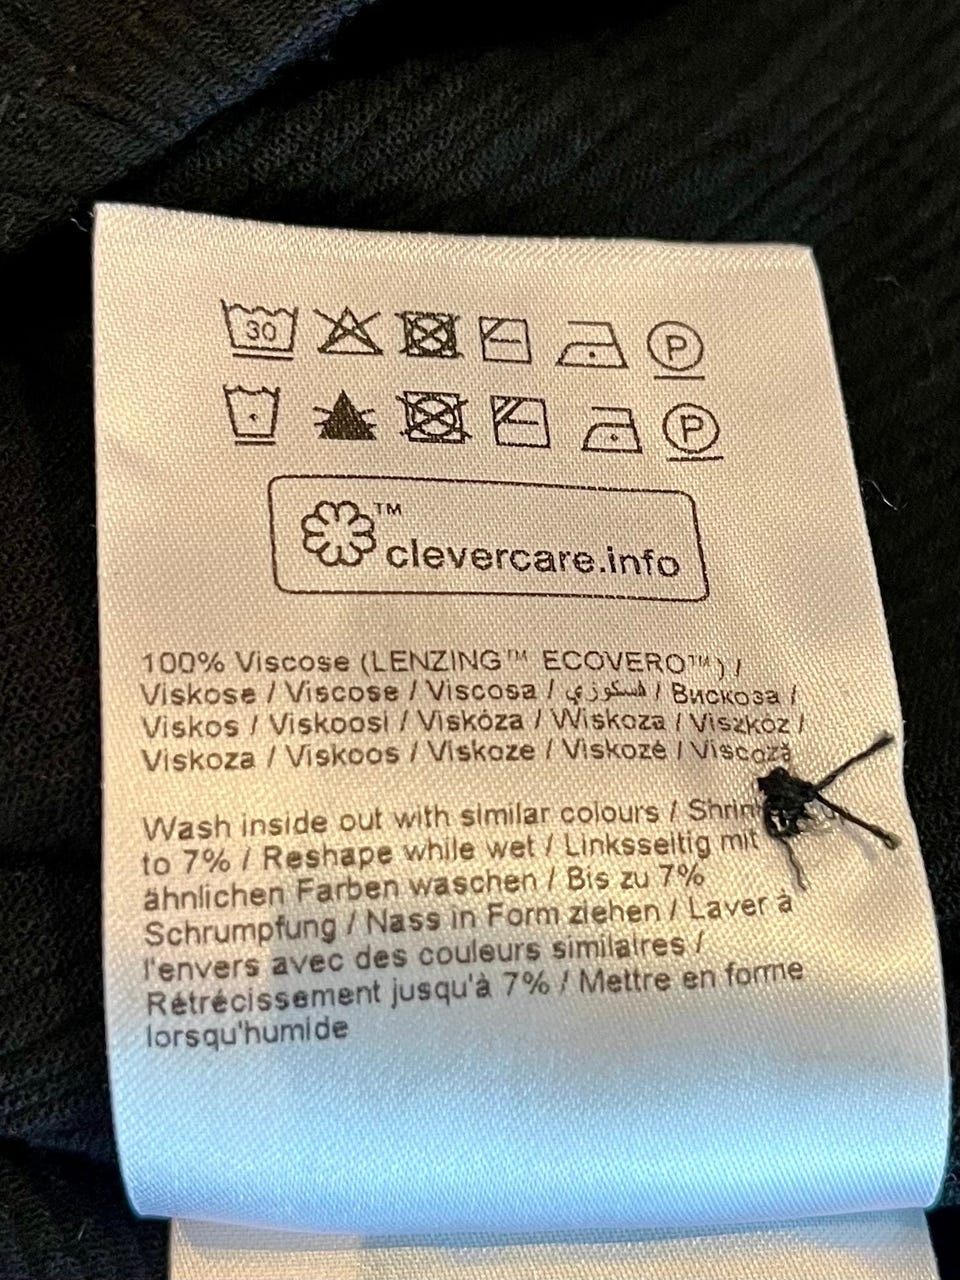 30 P
P
™
clevercare.info
100% Viscose (LENZING™ ECOVERO™) /
Viskose / Viscose / Viscosa / فسكوزي / Вискоза /
Viskos / Viskoosi / Viskóza / Wiskoza / Viszkóz /
Viskoza / Viskoos / Viskoze / Viskozė / Viscoză
Wash inside out with similar colours /
to 7% / Reshape while wet / Linksseitig mit
ähnlichen Farben waschen / Bis zu 7%
Schrumpfung / Nass in Form ziehen / Laver à
l'envers avec des couleurs similaires /
Rétrécissement jusqu'à 7% / Mettre en forme
lorsqu'humide